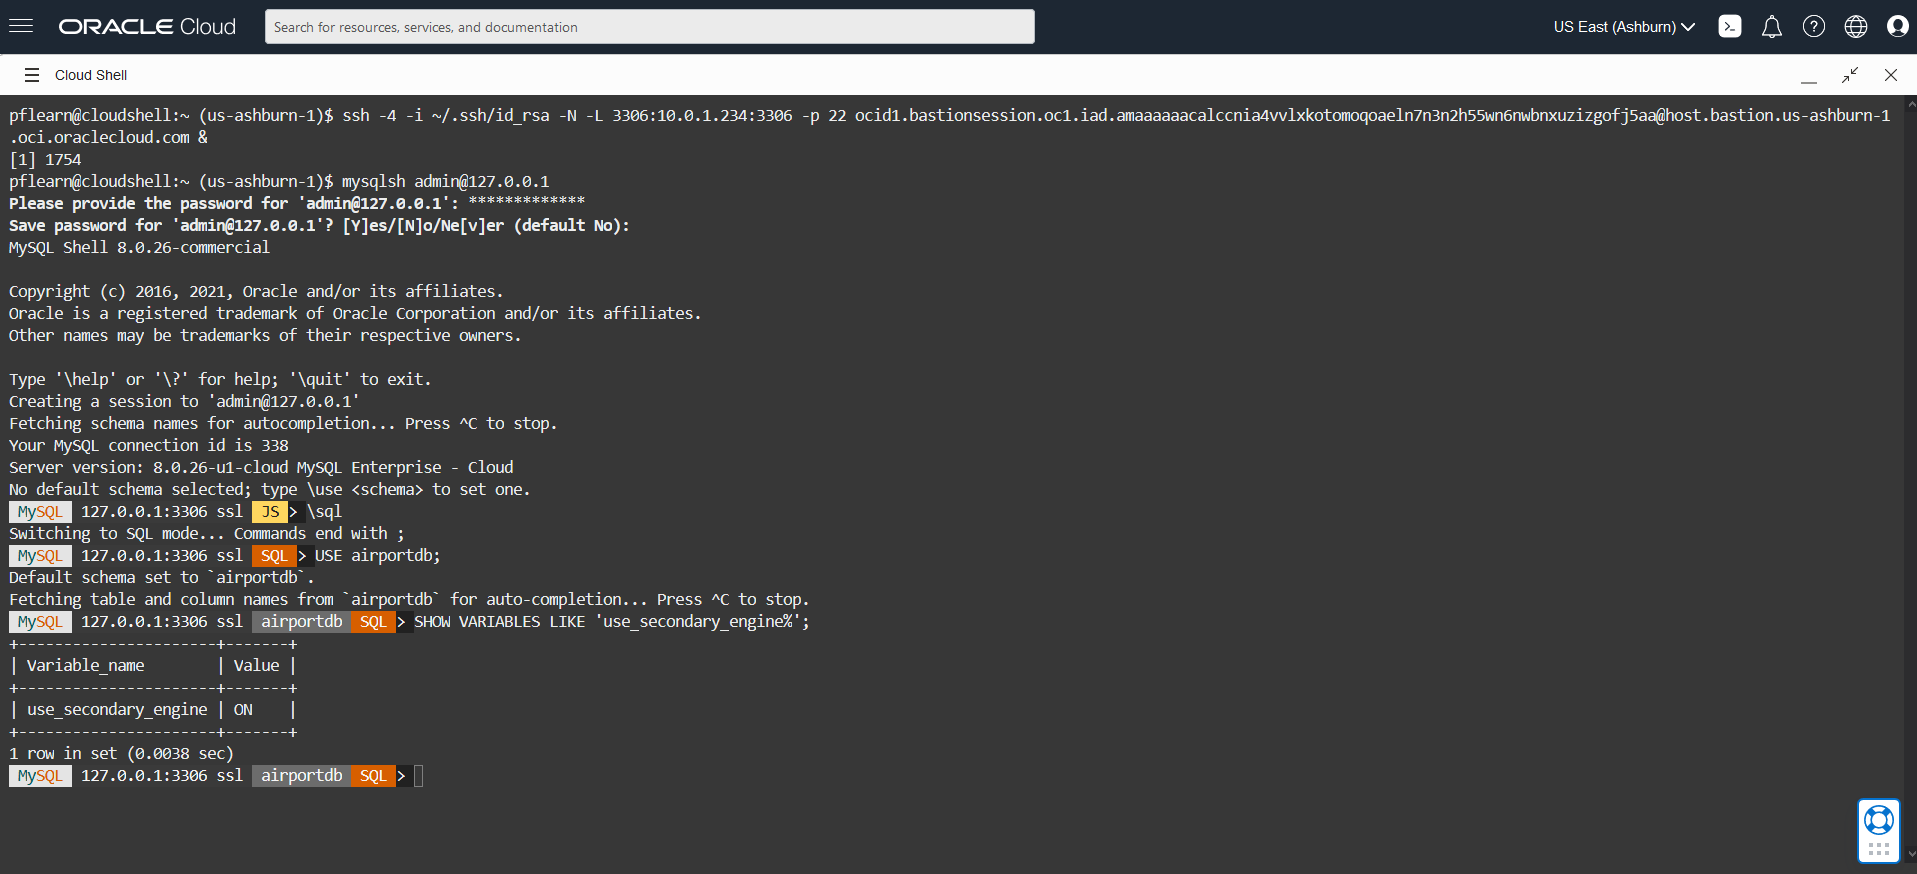 ORACLE Cloud
Search for resources, services, and documentation
US East (Ashburn)
Cloud Shell
pflearn@cloudshell:~ (us-ashburn-1)$ ssh -4 -i ~/.ssh/id_rsa -N -L 3306:10.0.1.234:3306 -p 22 ocid1.bastionsession.oc1.iad.amaaaaaacalccnia4vvlxkotomoqoaeln7n3n2h55wn6nwbnxuzizgofj5aa@host.bastion.us-ashburn-1
.oci.oraclecloud.com &
[1] 1754
pflearn@cloudshell:~ (us-ashburn-1)$ mysqlsh admin@127.0.0.1
Please provide the password for 'admin@127.0.0.1': *************
Save password for 'admin@127.0.0.1'? [Y]es/[N]o/Ne[v]er (default No):
MySQL Shell 8.0.26-commercial
Copyright (c) 2016, 2021, Oracle and/or its affiliates.
Oracle is a registered trademark of Oracle Corporation and/or its affiliates.
Other names may be trademarks of their respective owners.
Type '\help' or '\?' for help; '\quit' to exit.
Creating a session to 'admin@127.0.0.1'
Fetching schema names for autocompletion... Press ^C to stop.
Your MySQL connection id is 338
Server version: 8.0.26-u1-cloud MySQL Enterprise - Cloud
No default schema selected; type \use <schema> to set one.
MySQL 127.0.0.1:3306 ssl JS > \sql
Switching to SQL mode... Commands end with ;
MySQL 127.0.0.1:3306 ssl SQL > USE airportdb;
Default schema set to `airportdb`.
Fetching table and column names from `airportdb` for auto-completion... Press ^C to stop.
MySQL 127.0.0.1:3306 ssl airportdb SQL > SHOW VARIABLES LIKE 'use_secondary_engine%';
+----------------------+-------+
| Variable_name        | Value |
+----------------------+-------+
| use_secondary_engine | ON    |
+----------------------+-------+
1 row in set (0.0038 sec)
MySQL 127.0.0.1:3306 ssl airportdb SQL >